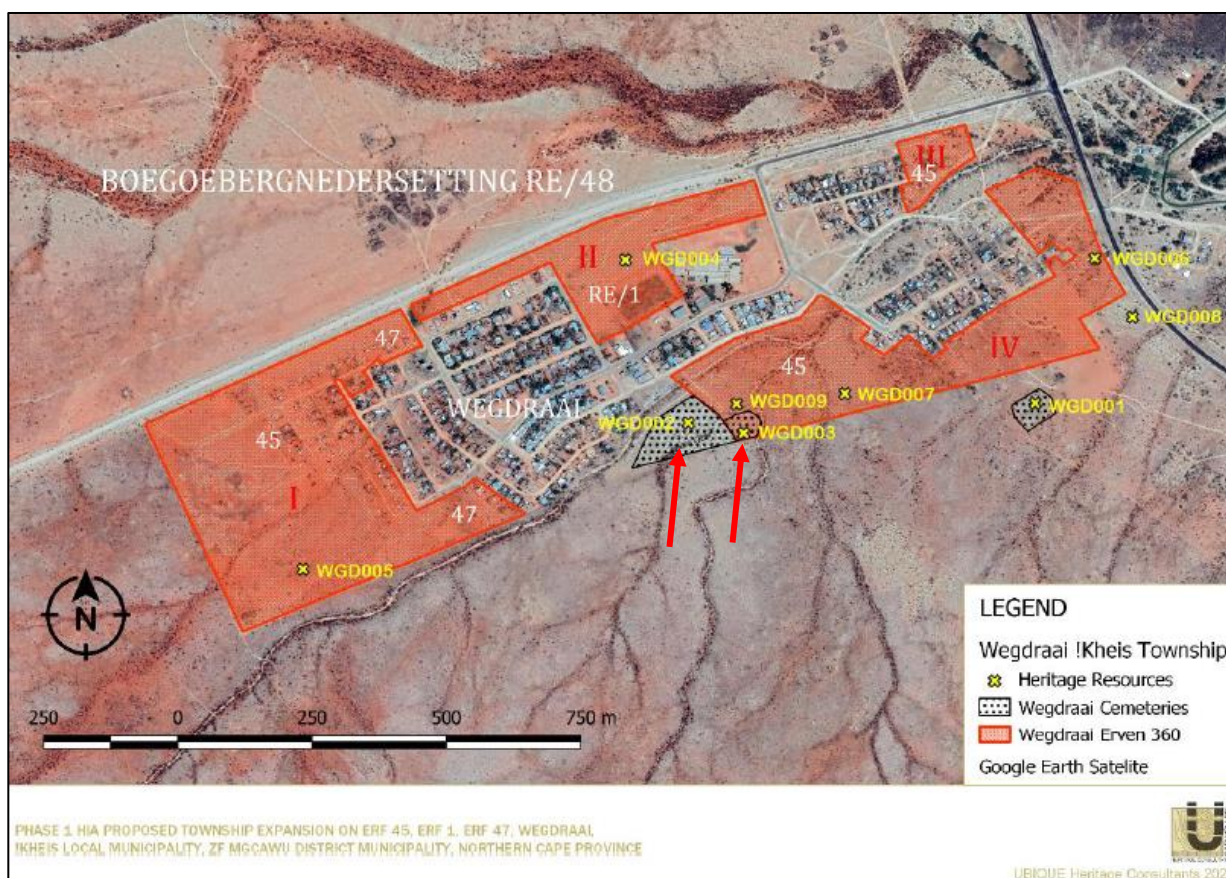 BOEGOEBERGNEDERSETTING RE/48
III
45
II
WGD004
RE/1
WGD006
WGD008
47
IV
45
WEGDRAAI
WGD009
WGD007
WGD001
WGD002
WGD003
45
I
47
WGD005
N
250 0 250 500 750 m
LEGEND
Wegdraai !Kheis Township
Heritage Resources
Wegdraai Cemeteries
Wegdraai Erven 360
Google Earth Satelite
PHASE 1 HIA PROPOSED TOWNSHIP EXPANSION ON ERF 45, ERF 1, ERF 47, WEGDRAAI,
!KHEIS LOCAL MUNICIPALITY, ZF MGCAWU DISTRICT MUNICIPALITY, NORTHERN CAPE PROVINCE
U
UBIQUE Heritage Consultants